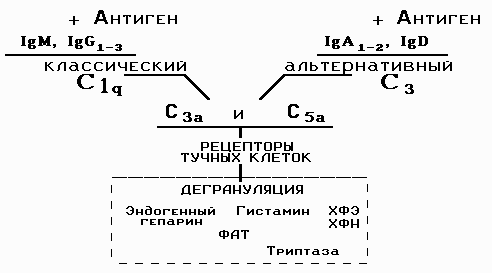 + Антиген + Антиген
IgM, IgG1-3 IgA1-2, IgD
КЛАССИЧЕСКИЙ АЛЬТЕРНАТИВНЫЙ
C1q C3
C3a и C5a
РЕЦЕПТОРЫ
ТУЧНЫХ КЛЕТОК
ДЕГРАНУЛЯЦИЯ
Эндогенный Гистамин ХФЭ
гепарин ХФН
ФАТ
Триптаза